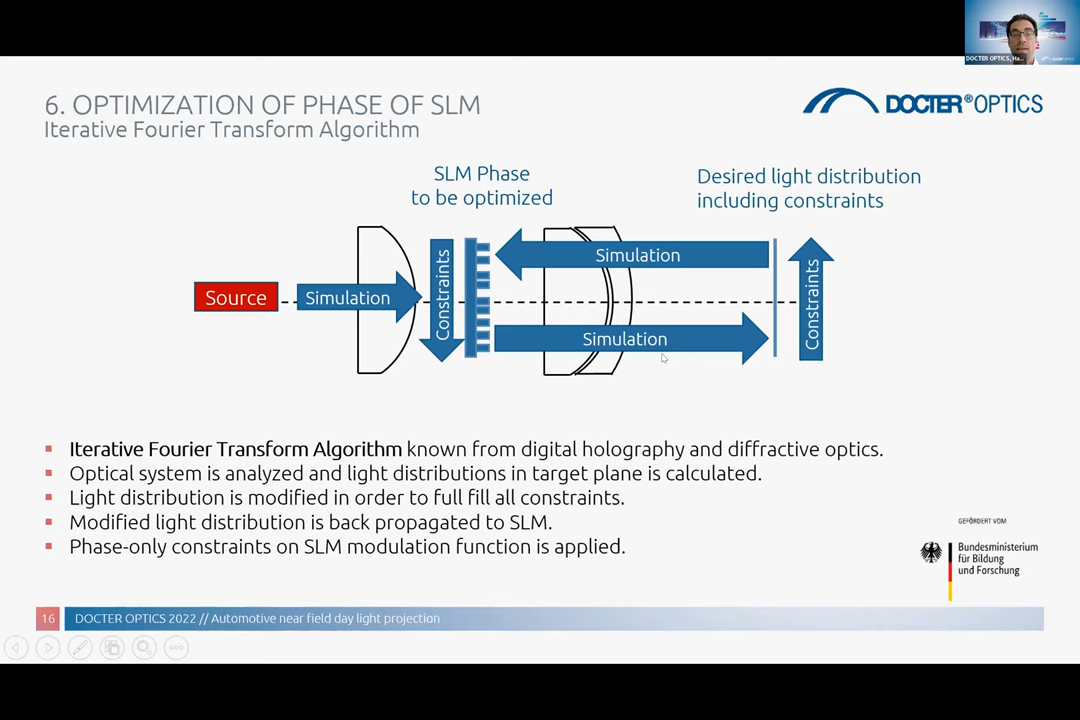 DOCTER OPTICS, Ha...
6. OPTIMIZATION OF PHASE OF SLM
Iterative Fourier Transform Algorithm
DOCTER®OPTICS
SLM Phase
to be optimized
Desired light distribution
including constraints
Source
Simulation
Constraints
Simulation
Simulation
Constraints
▪ Iterative Fourier Transform Algorithm known from digital holography and diffractive optics.
▪ Optical system is analyzed and light distributions in target plane is calculated.
▪ Light distribution is modified in order to full fill all constraints.
▪ Modified light distribution is back propagated to SLM.
▪ Phase-only constraints on SLM modulation function is applied.
GEFÖRDERT VOM
Bundesministerium
für Bildung
und Forschung
16
DOCTER OPTICS 2022 // Automotive near field day light projection